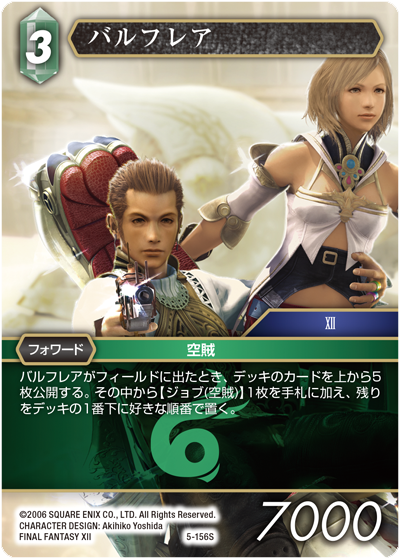 3
バルフレア
XII
フォワード
空賊
バルフレアがフィールドに出たとき、デッキのカードを上から5
枚公開する。その中から【ジョブ(空賊)】1枚を手札に加え、残り
をデッキの1番下に好きな順番で置く。
6
©2006 SQUARE ENIX CO., LTD. All Rights Reserved.
CHARACTER DESIGN: Akihiko Yoshida
FINAL FANTASY XII
5-156S
7000